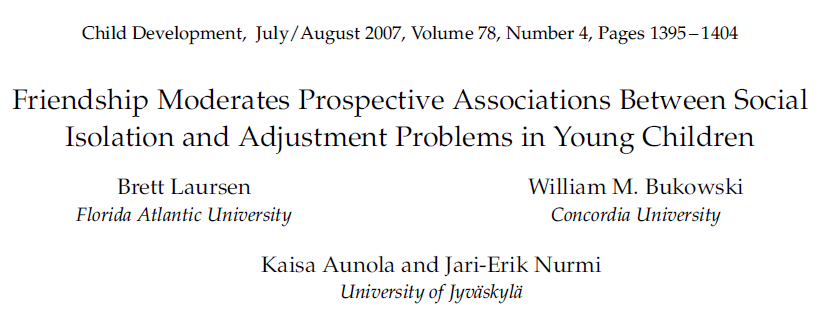 Child Development, July/August 2007, Volume 78, Number 4, Pages 1395–1404
Friendship Moderates Prospective Associations Between Social
Isolation and Adjustment Problems in Young Children
Brett Laursen
Florida Atlantic University
William M. Bukowski
Concordia University
Kaisa Aunola and Jari-Erik Nurmi
University of Jyväskylä